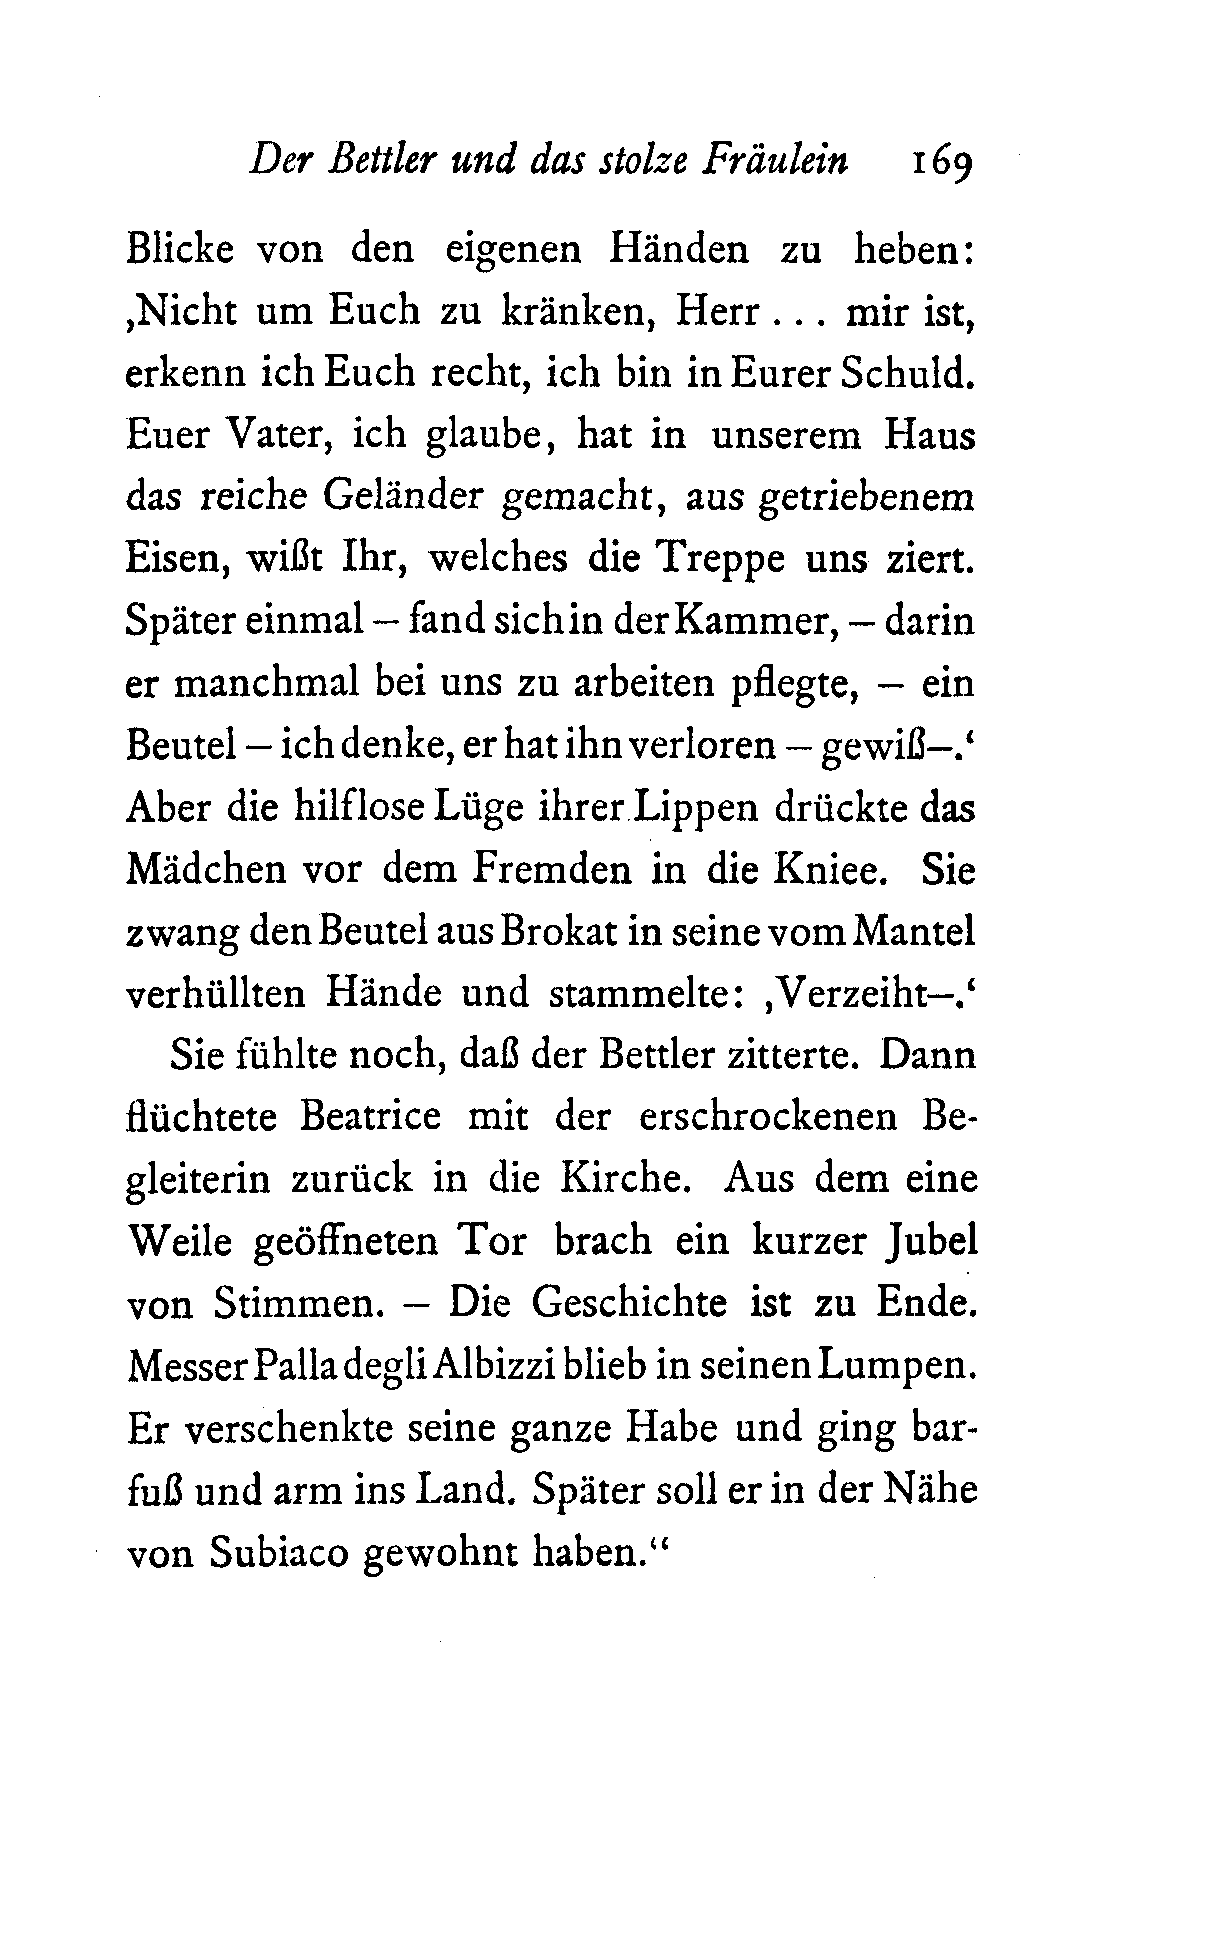 Der Bettler und das stolze Fräulein 169
Blicke von den eigenen Händen zu heben:
‚Nicht um Euch zu kränken, Herr . . . mir ist,
erkenn ich Euch recht, ich bin in Eurer Schuld.
Euer Vater, ich glaube, hat in unserem Haus
das reiche Geländer gemacht, aus getriebenem
Eisen, wißt Ihr, welches die Treppe uns ziert.
Später einmal – fand sich in der Kammer, – darin
er manchmal bei uns zu arbeiten pflegte, – ein
Beutel – ich denke, er hat ihn verloren – gewiß–.‘
Aber die hilflose Lüge ihrer Lippen drückte das
Mädchen vor dem Fremden in die Kniee. Sie
zwang den Beutel aus Brokat in seine vom Mantel
verhüllten Hände und stammelte: ‚Verzeiht–.‘
Sie fühlte noch, daß der Bettler zitterte. Dann
flüchtete Beatrice mit der erschrockenen Be-
gleiterin zurück in die Kirche. Aus dem eine
Weile geöffneten Tor brach ein kurzer Jubel
von Stimmen. – Die Geschichte ist zu Ende.
Messer Palla degli Albizzi blieb in seinen Lumpen.
Er verschenkte seine ganze Habe und ging bar-
fuß und arm ins Land. Später soll er in der Nähe
von Subiaco gewohnt haben.“